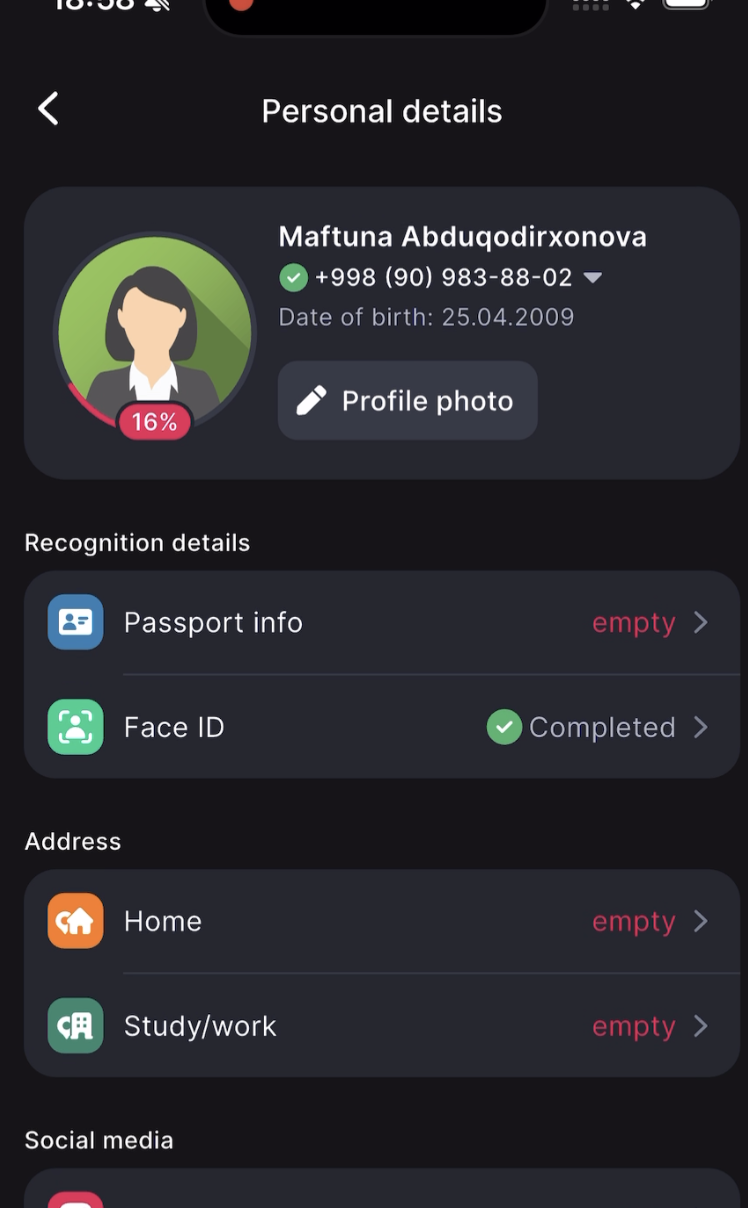 18:58
Personal details
Maftuna Abduqodirxonova
+998 (90) 983-88-02
Date of birth: 25.04.2009
16%
Profile photo
Recognition details
Passport info empty
Face ID Completed
Address
Home empty
Study/work empty
Social media